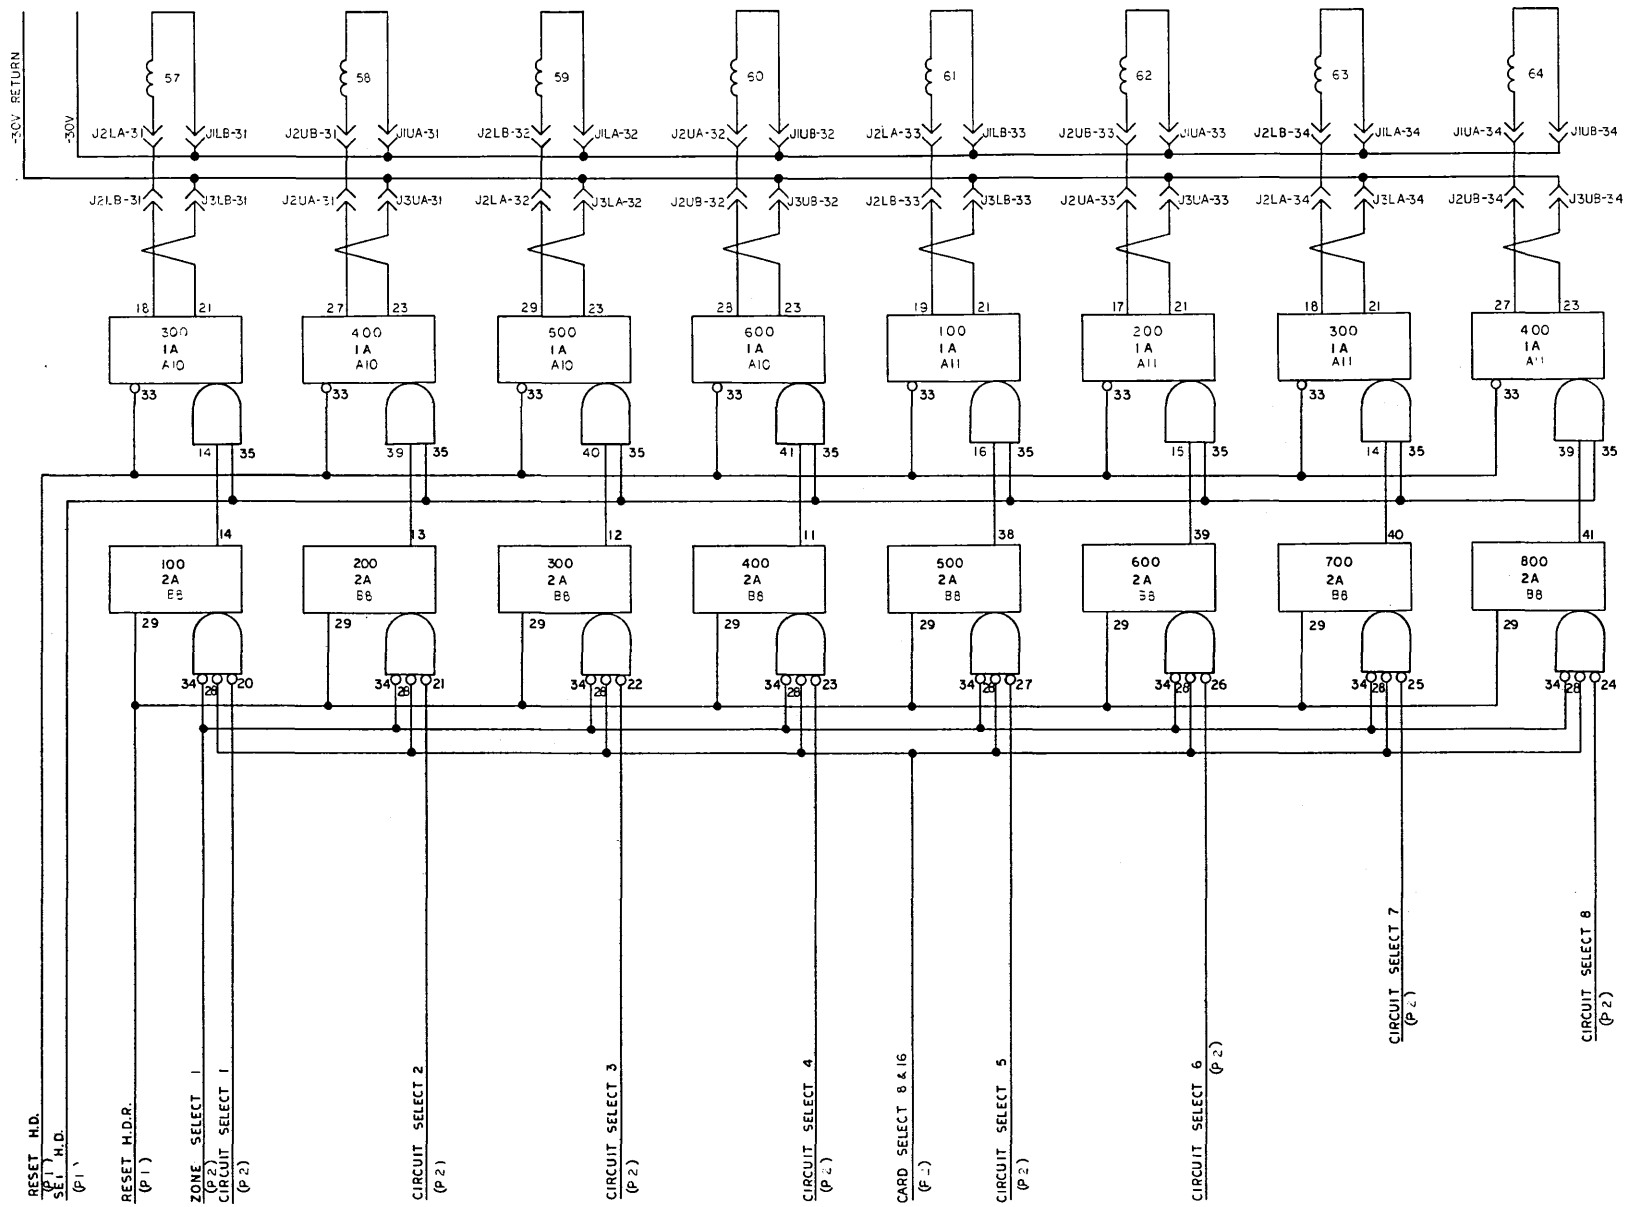 -30V RETURN
-30V
57 58 59 60 61 62 63 64
J2LA-31 J1LB-31 J2UB-31 J1UA-31 J2LB-32 J1LA-32 J2UA-32 J1UB-32 J2LA-33 J1LB-33 J2UB-33 J1UA-33 J2LB-34 J1LA-34 J1UA-34 J1UB-34
J2LB-31 J3LB-31 J2UA-31 J3UA-31 J2LA-32 J3LA-32 J2UB-32 J3UB-32 J2LB-33 J3LB-33 J2UA-33 J3UA-33 J2LA-34 J3LA-34 J2UB-34 J3UB-34
18 21 27 23 29 23 28 23 19 21 17 21 18 21 27 23
300 400 500 600 100 200 300 400
1A 1A 1A 1A 1A 1A 1A 1A
A10 A10 A10 A10 A11 A11 A11 A11
33 33 33 33 33 33 33 33
14 35 39 35 40 35 41 35 16 35 15 35 14 35 39 35
14 13 12 11 38 39 40 41
100 200 300 400 500 600 700 800
2A 2A 2A 2A 2A 2A 2A 2A
B8 B8 B8 B8 B8 B8 B8
29 29 29 29 29 29 29 29
34 28 20 34 28 21 34 28 22 34 28 23 34 28 27 34 28 26 34 28 25 34 28 24
RESET H.D.
(P1)
SET H.D.
(P1)
RESET H.D.R.
(P1)
ZONE SELECT 1
(P2)
CIRCUIT SELECT 1
(P2)
CIRCUIT SELECT 2
(P2)
CIRCUIT SELECT 3
(P2)
CIRCUIT SELECT 4
(P2)
CARD SELECT 8 & 16
CIRCUIT SELECT 5
(P2)
CIRCUIT SELECT 6
(P2)
CIRCUIT SELECT 7
(P2)
CIRCUIT SELECT 8
(P2)